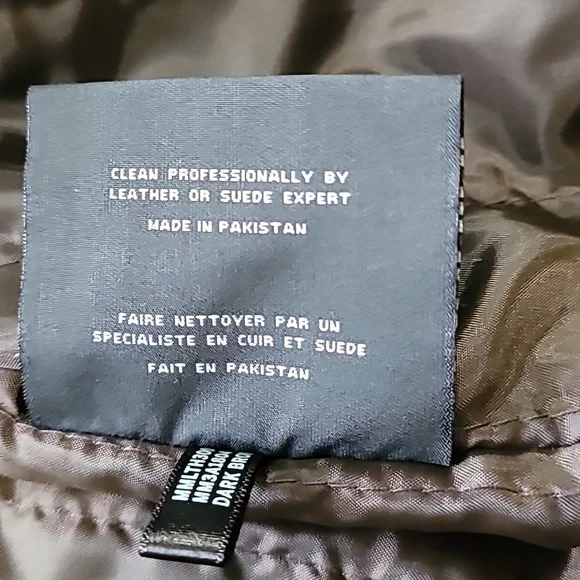 CLEAN PROFESSIONALLY BY
LEATHER OR SUEDE EXPERT
MADE IN PAKISTAN
FAIRE NETTOYER PAR UN
SPECIALISTE EN CUIR ET SUEDE
FAIT EN PAKISTAN
DARK